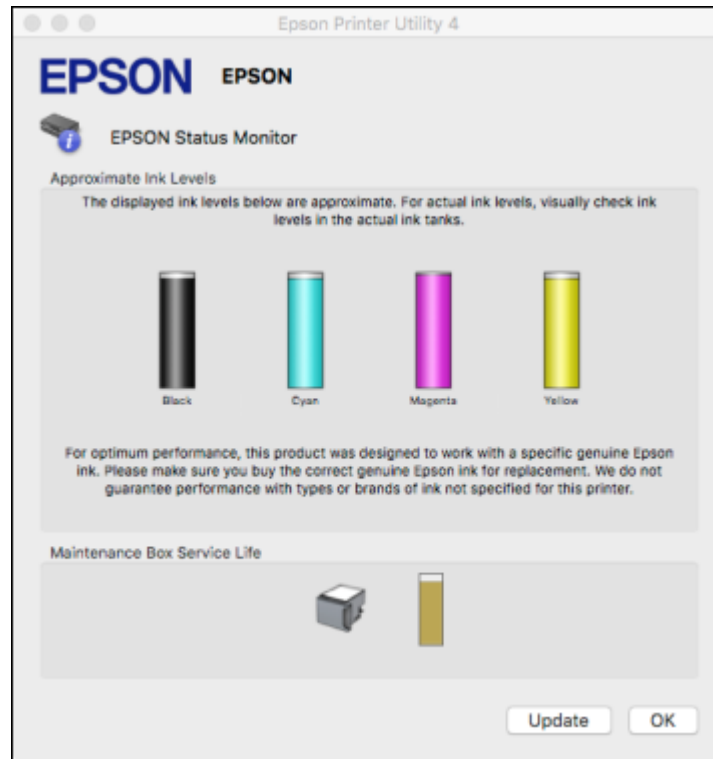 Epson Printer Utility 4
EPSON EPSON
EPSON Status Monitor
Approximate Ink Levels
The displayed ink levels below are approximate. For actual ink levels, visually check ink
levels in the actual ink tanks.
Black Cyan Magenta Yellow
For optimum performance, this product was designed to work with a specific genuine Epson
ink. Please make sure you buy the correct genuine Epson ink for replacement. We do not
guarantee performance with types or brands of ink not specified for this printer.
Maintenance Box Service Life
Update OK